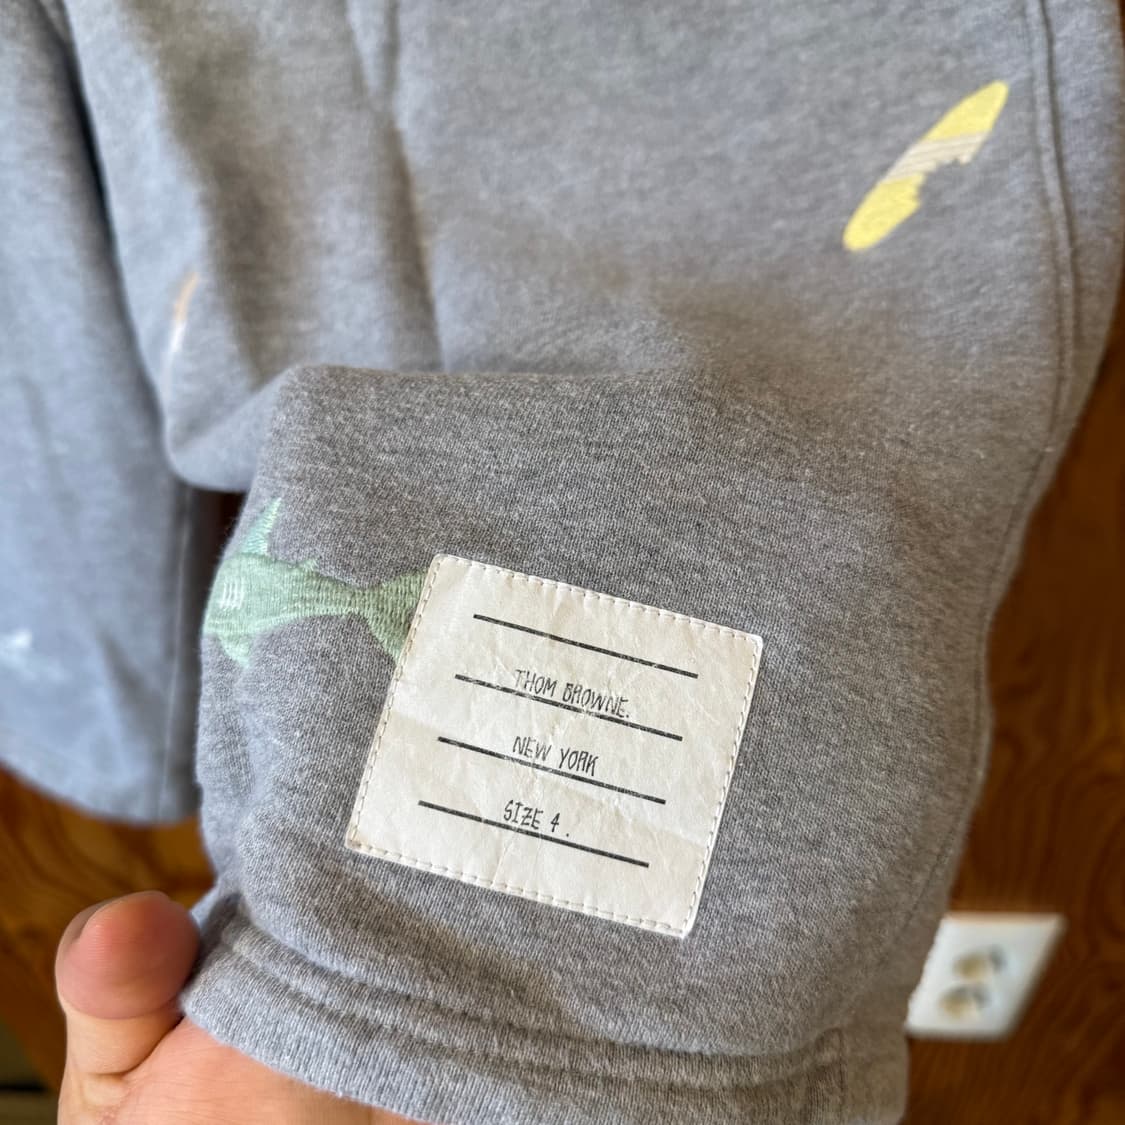 THOM BROWNE.
NEW YORK
SIZE 4 .